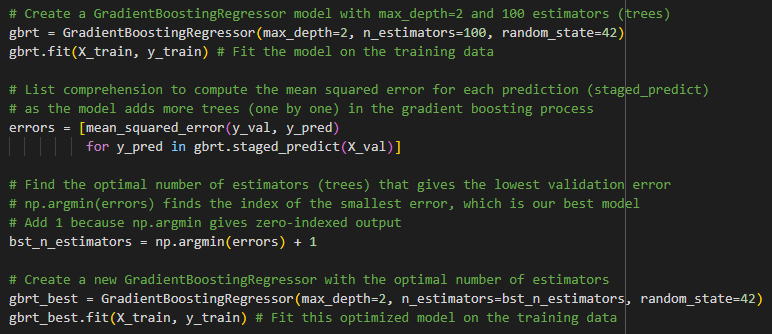 # Create a GradientBoostingRegressor model with max_depth=2 and 100 estimators (trees)
gbrt = GradientBoostingRegressor(max_depth=2, n_estimators=100, random_state=42)
gbrt.fit(X_train, y_train) # Fit the model on the training data
# List comprehension to compute the mean squared error for each prediction (staged_predict)
# as the model adds more trees (one by one) in the gradient boosting process
errors = [mean_squared_error(y_val, y_pred)
for y_pred in gbrt.staged_predict(X_val)]
# Find the optimal number of estimators (trees) that gives the lowest validation error
# np.argmin(errors) finds the index of the smallest error, which is our best model
# Add 1 because np.argmin gives zero-indexed output
bst_n_estimators = np.argmin(errors) + 1
# Create a new GradientBoostingRegressor with the optimal number of estimators
gbrt_best = GradientBoostingRegressor(max_depth=2, n_estimators=bst_n_estimators, random_state=42)
gbrt_best.fit(X_train, y_train) # Fit this optimized model on the training data